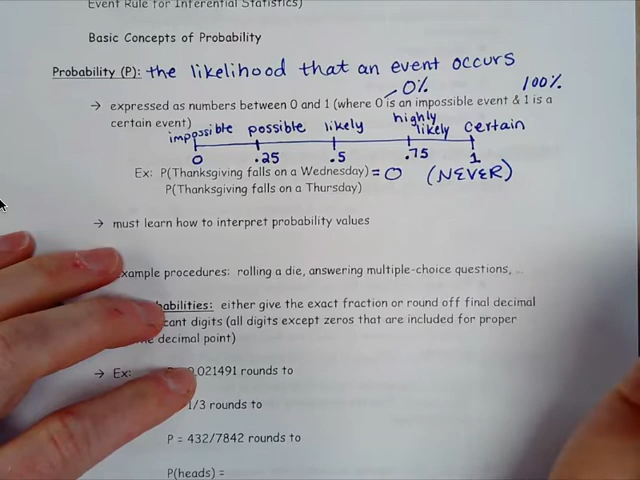 Event Rule for Inferential Statistics)
Basic Concepts of Probability
Probability (P): the likelihood that an event occurs
0% 100%
→ expressed as numbers between 0 and 1 (where 0 is an impossible event & 1 is a
certain event)
impossible possible likely highly likely certain
0 .25 .5 .75 1
Ex: P(Thanksgiving falls on a Wednesday) = 0 (NEVER)
P(Thanksgiving falls on a Thursday)
→ must learn how to interpret probability values
example procedures: rolling a die, answering multiple-choice questions, ...
either give the exact fraction or round off final decimal
digits (all digits except zeros that are included for proper
decimal point)
→ Ex: 0.021491 rounds to
1/3 rounds to
P = 432/7842 rounds to
P(heads) =